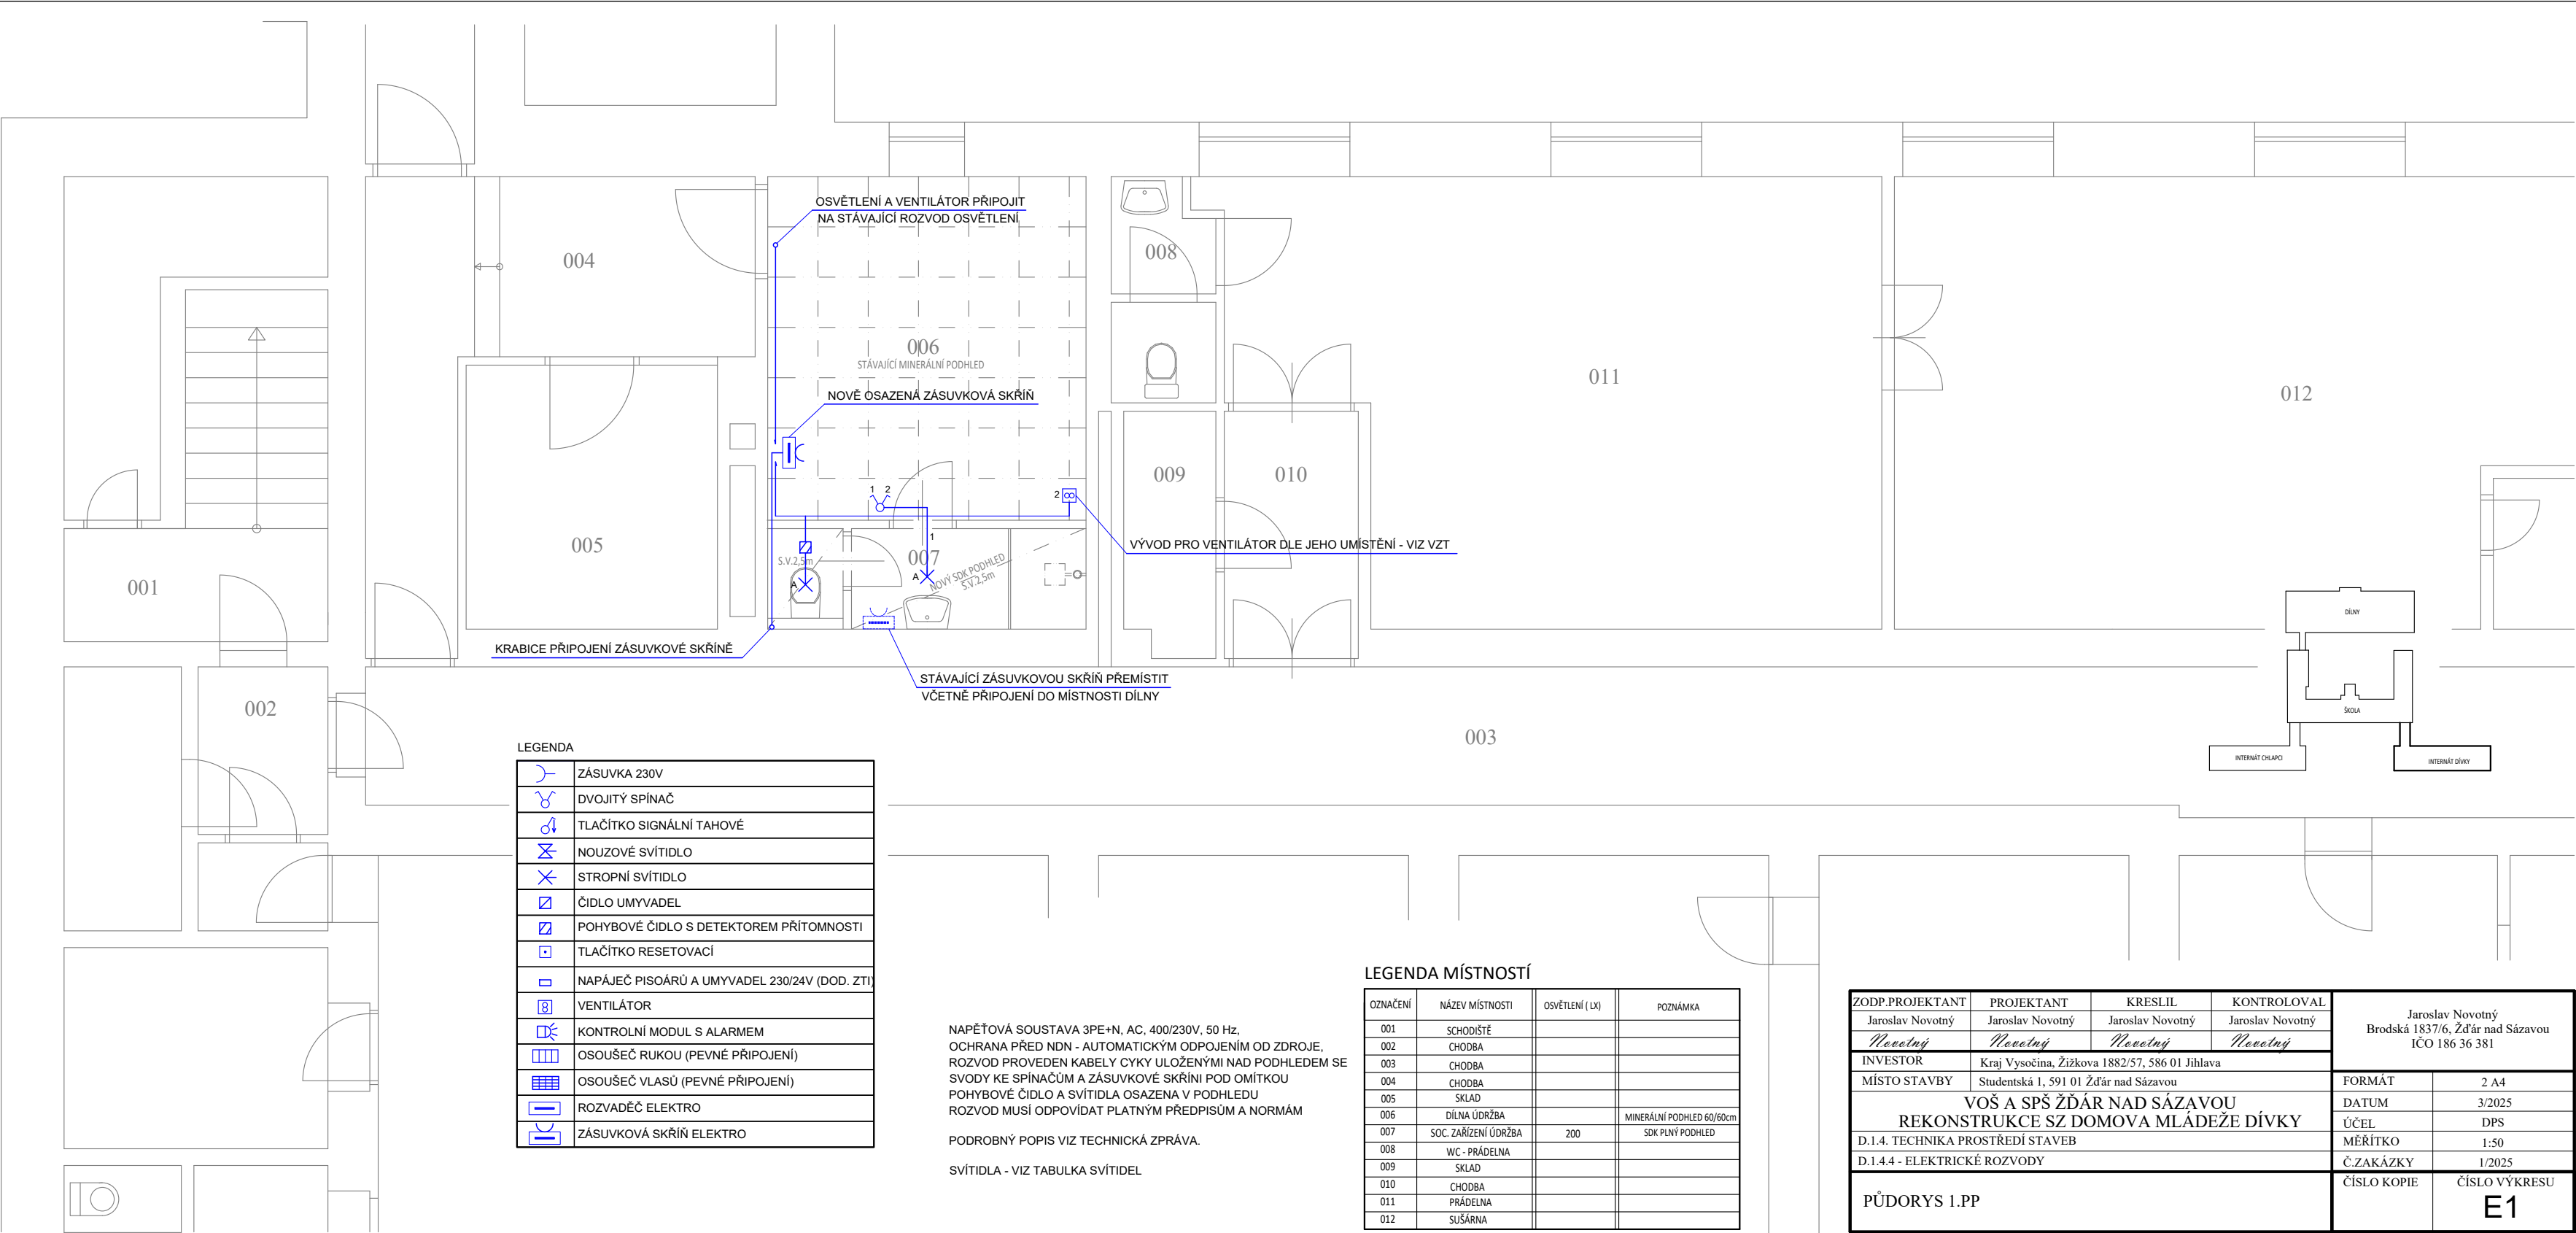 OSVĚTLENÍ A VENTILÁTOR PŘIPOJIT
NA STÁVAJÍCÍ ROZVOD OSVĚTLENÍ
004
008
006
STÁVAJÍCÍ MINERÁLNÍ PODHLED
011
012
NOVĚ OSAZENÁ ZÁSUVKOVÁ SKŘÍŇ
009
010
1 2
2
005
VÝVOD PRO VENTILÁTOR DLE JEHO UMÍSTĚNÍ - VIZ VZT
1
S.V.2,5m
007
NOVÝ SDK PODHLED
S.V.2,5m
A
A
001
KRABICE PŘIPOJENÍ ZÁSUVKOVÉ SKŘÍNĚ
STÁVAJÍCÍ ZÁSUVKOVOU SKŘÍŇ PŘEMÍSTIT
VČETNĚ PŘIPOJENÍ DO MÍSTNOSTI DÍLNY
002
003
DÍLNY
ŠKOLA
INTERNÁT CHLAPCI
INTERNÁT DÍVKY
LEGENDA
ZÁSUVKA 230V
DVOJITÝ SPÍNAČ
TLAČÍTKO SIGNÁLNÍ TAHOVÉ
NOUZOVÉ SVÍTIDLO
STROPNÍ SVÍTIDLO
ČIDLO UMYVADEL
POHYBOVÉ ČIDLO S DETEKTOREM PŘÍTOMNOSTI
TLAČÍTKO RESETOVACÍ
NAPÁJEČ PISOÁRŮ A UMYVADEL 230/24V (DOD. ZTI)
VENTILÁTOR
KONTROLNÍ MODUL S ALARMEM
OSOUŠEČ RUKOU (PEVNÉ PŘIPOJENÍ)
OSOUŠEČ VLASŮ (PEVNÉ PŘIPOJENÍ)
ROZVADĚČ ELEKTRO
ZÁSUVKOVÁ SKŘÍŇ ELEKTRO
NAPĚŤOVÁ SOUSTAVA 3PE+N, AC, 400/230V, 50 Hz,
OCHRANA PŘED NDN - AUTOMATICKÝM ODPOJENÍM OD ZDROJE,
ROZVOD PROVEDEN KABELY CYKY ULOŽENÝMI NAD PODHLEDEM SE
SVODY KE SPÍNAČŮM A ZÁSUVKOVÉ SKŘÍNI POD OMÍTKOU
POHYBOVÉ ČIDLO A SVÍTIDLA OSAZENA V PODHLEDU
ROZVOD MUSÍ ODPOVÍDAT PLATNÝM PŘEDPISŮM A NORMÁM
PODROBNÝ POPIS VIZ TECHNICKÁ ZPRÁVA.
SVÍTIDLA - VIZ TABULKA SVÍTIDEL
LEGENDA MÍSTNOSTÍ
OZNAČENÍ NÁZEV MÍSTNOSTI OSVĚTLENÍ ( LX) POZNÁMKA
001 SCHODIŠTĚ
002 CHODBA
003 CHODBA
004 CHODBA
005 SKLAD
006 DÍLNA ÚDRŽBA MINERÁLNÍ PODHLED 60/60cm
007 SOC. ZAŘÍZENÍ ÚDRŽBA 200 SDK PLNÝ PODHLED
008 WC - PRÁDELNA
009 SKLAD
010 CHODBA
011 PRÁDELNA
012 SUŠÁRNA
ZODP.PROJEKTANT PROJEKTANT KRESLIL KONTROLOVAL
Jaroslav Novotný Jaroslav Novotný Jaroslav Novotný Jaroslav Novotný
Novotný Novotný Novotný Novotný
Jaroslav Novotný
Brodská 1837/6, Žďár nad Sázavou
IČO 186 36 381
INVESTOR Kraj Vysočina, Žižkova 1882/57, 586 01 Jihlava
MÍSTO STAVBY Studentská 1, 591 01 Žďár nad Sázavou
VOŠ A SPŠ ŽĎÁR NAD SÁZAVOU
REKONSTRUKCE SZ DOMOVA MLÁDEŽE DÍVKY
D.1.4. TECHNIKA PROSTŘEDÍ STAVEB
D.1.4.4 - ELEKTRICKÉ ROZVODY
PŮDORYS 1.PP
FORMÁT 2 A4
DATUM 3/2025
ÚČEL DPS
MĚŘÍTKO 1:50
Č.ZAKÁZKY 1/2025
ČÍSLO KOPIE ČÍSLO VÝKRESU
E1